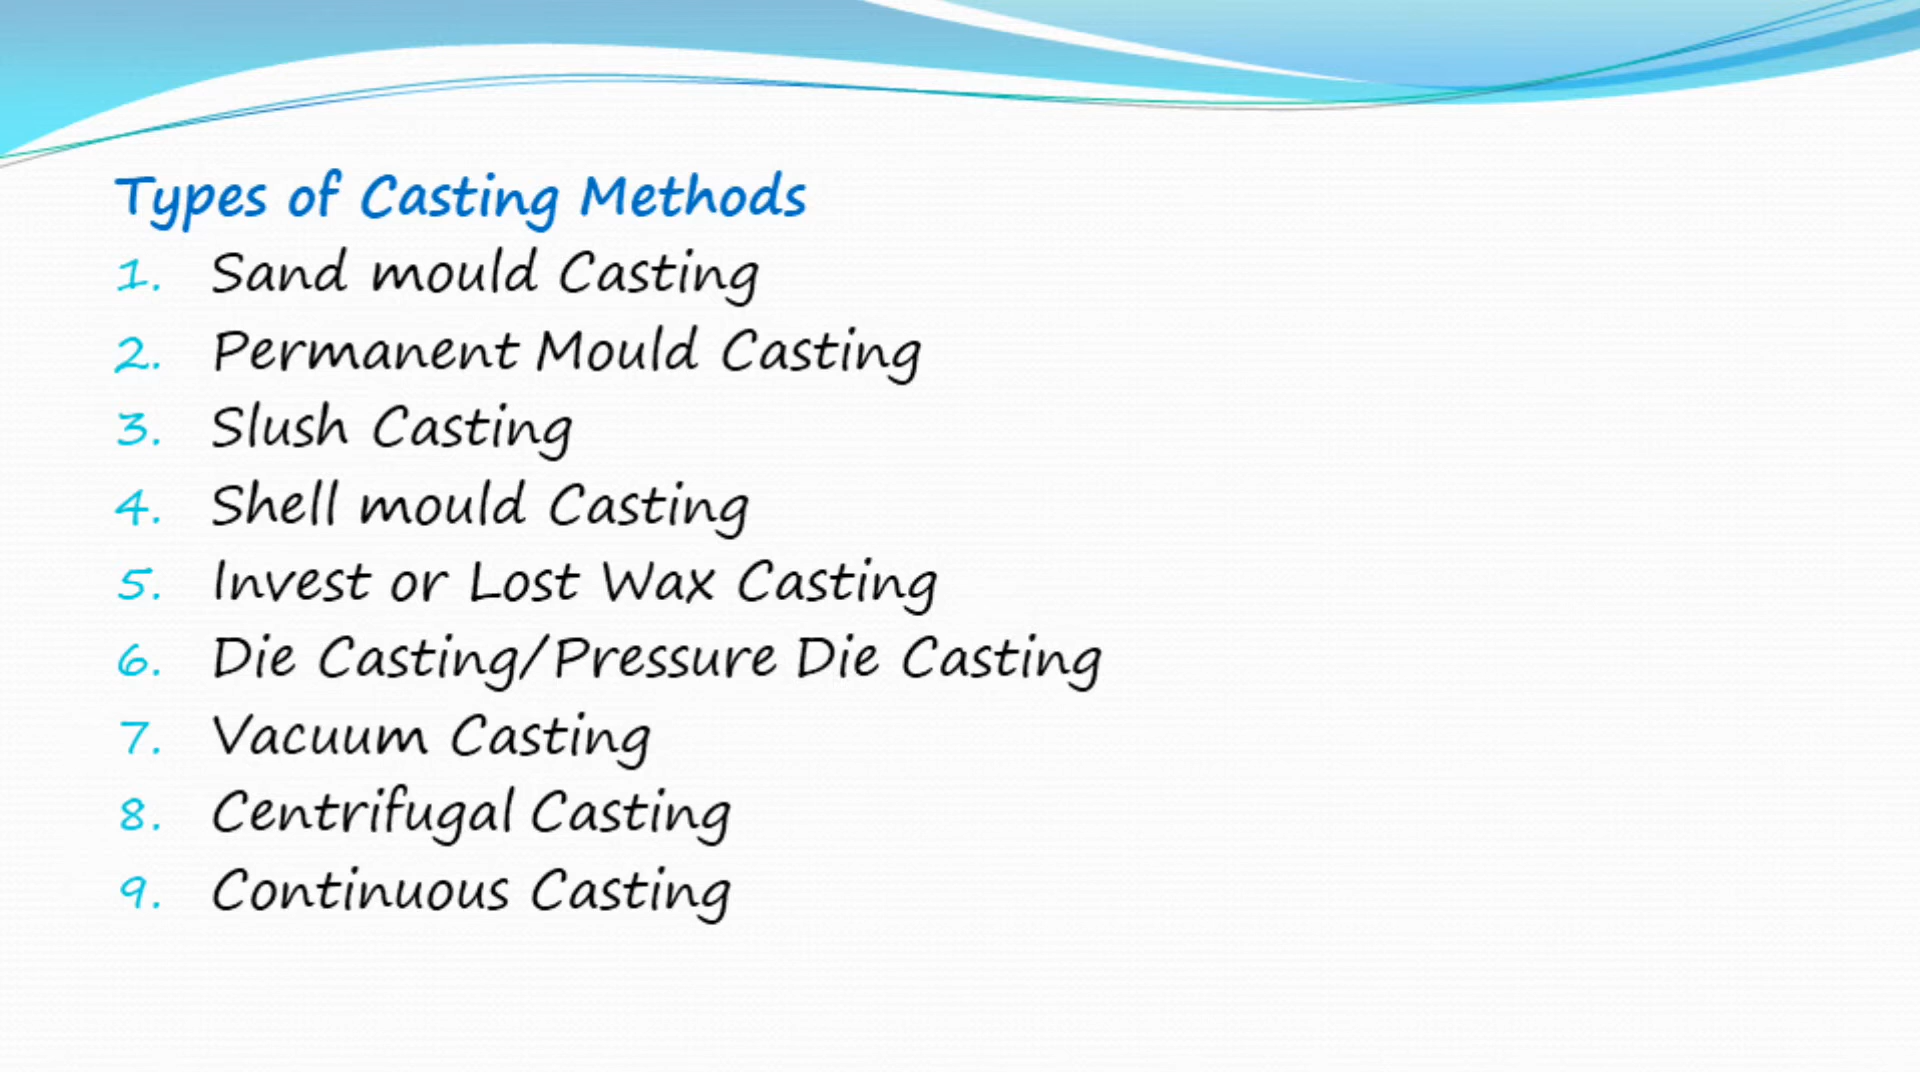 Types of Casting Methods
1. Sand mould Casting
2. Permanent Mould Casting
3. Slush Casting
4. Shell mould Casting
5. Invest or Lost Wax Casting
6. Die Casting/Pressure Die Casting
7. Vacuum Casting
8. Centrifugal Casting
9. Continuous Casting